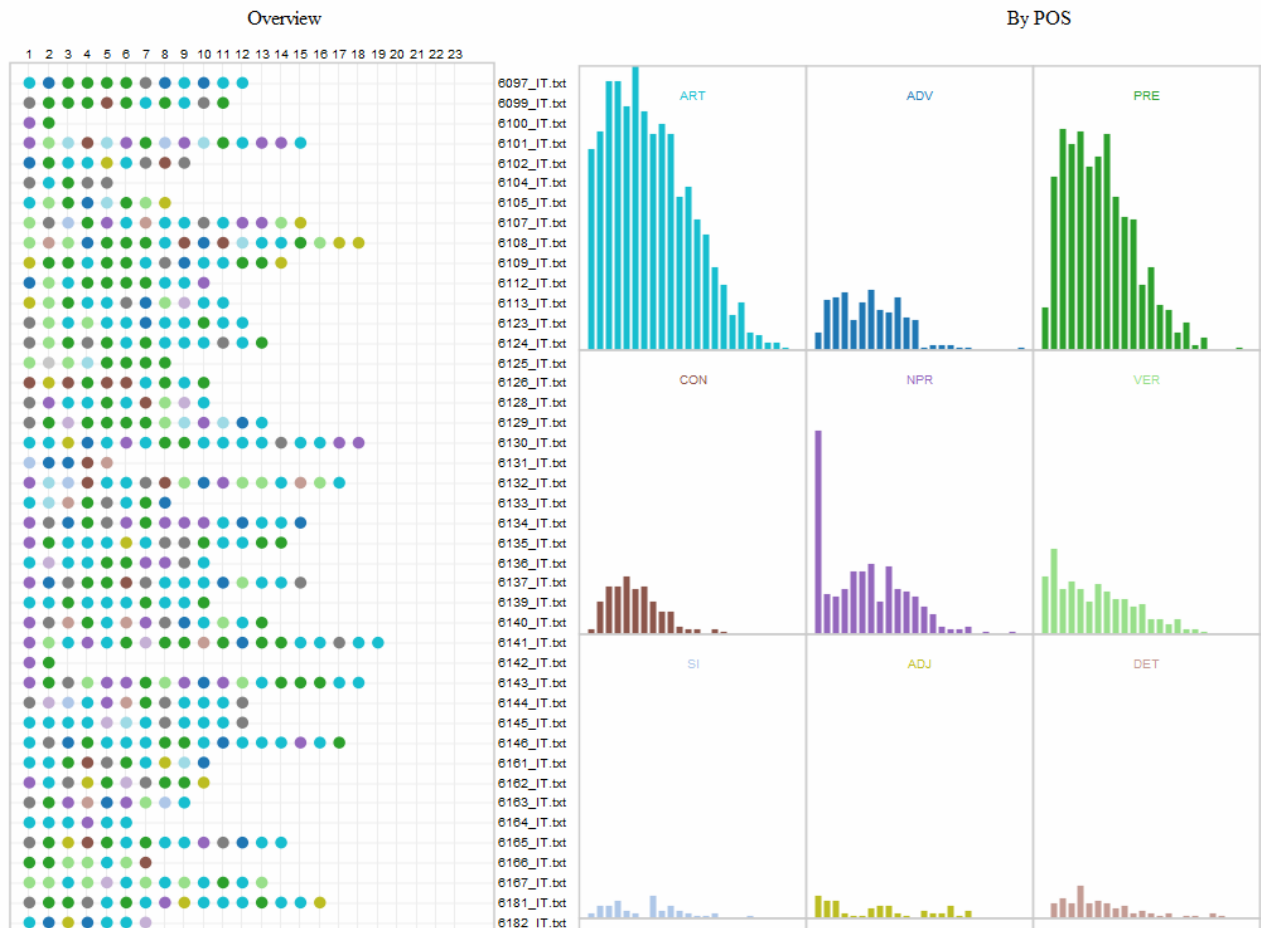 Overview
By POS
1 2 3 4 5 6 7 8 9 10 11 12 13 14 15 16 17 18 19 20 21 22 23
6097_IT.txt
6099_IT.txt
6100_IT.txt
6101_IT.txt
6102_IT.txt
6104_IT.txt
6105_IT.txt
6107_IT.txt
6108_IT.txt
6109_IT.txt
6112_IT.txt
6113_IT.txt
6123_IT.txt
6124_IT.txt
6125_IT.txt
6126_IT.txt
6128_IT.txt
6129_IT.txt
6130_IT.txt
6131_IT.txt
6132_IT.txt
6133_IT.txt
6134_IT.txt
6135_IT.txt
6136_IT.txt
6137_IT.txt
6139_IT.txt
6140_IT.txt
6141_IT.txt
6142_IT.txt
6143_IT.txt
6144_IT.txt
6145_IT.txt
6146_IT.txt
6161_IT.txt
6162_IT.txt
6163_IT.txt
6164_IT.txt
6165_IT.txt
6166_IT.txt
6167_IT.txt
6181_IT.txt
6182_IT.txt
ART ADV PRE
CON NPR VER
SI ADJ DET